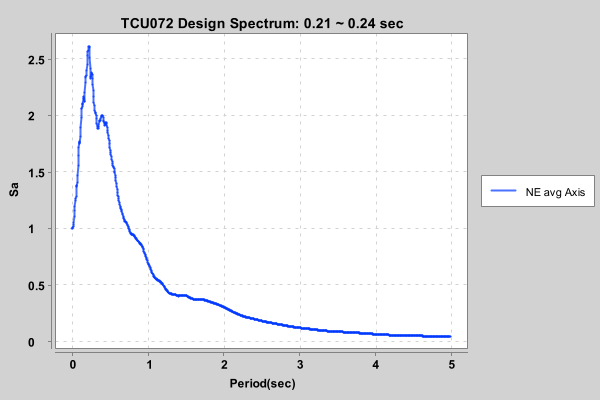 TCU072 Design Spectrum: 0.21 ~ 0.24 sec
2.5
2
1.5
1
0.5
0
Sa
0 1 2 3 4 5
Period(sec)
NE avg Axis